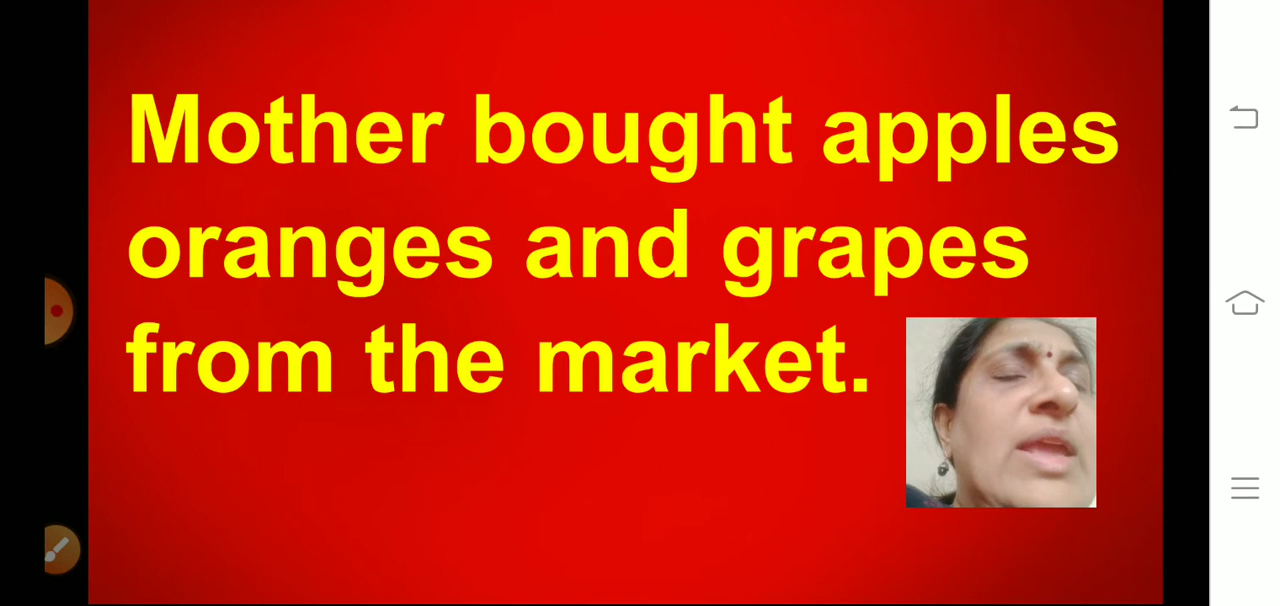 Mother bought apples
oranges and grapes
from the market.